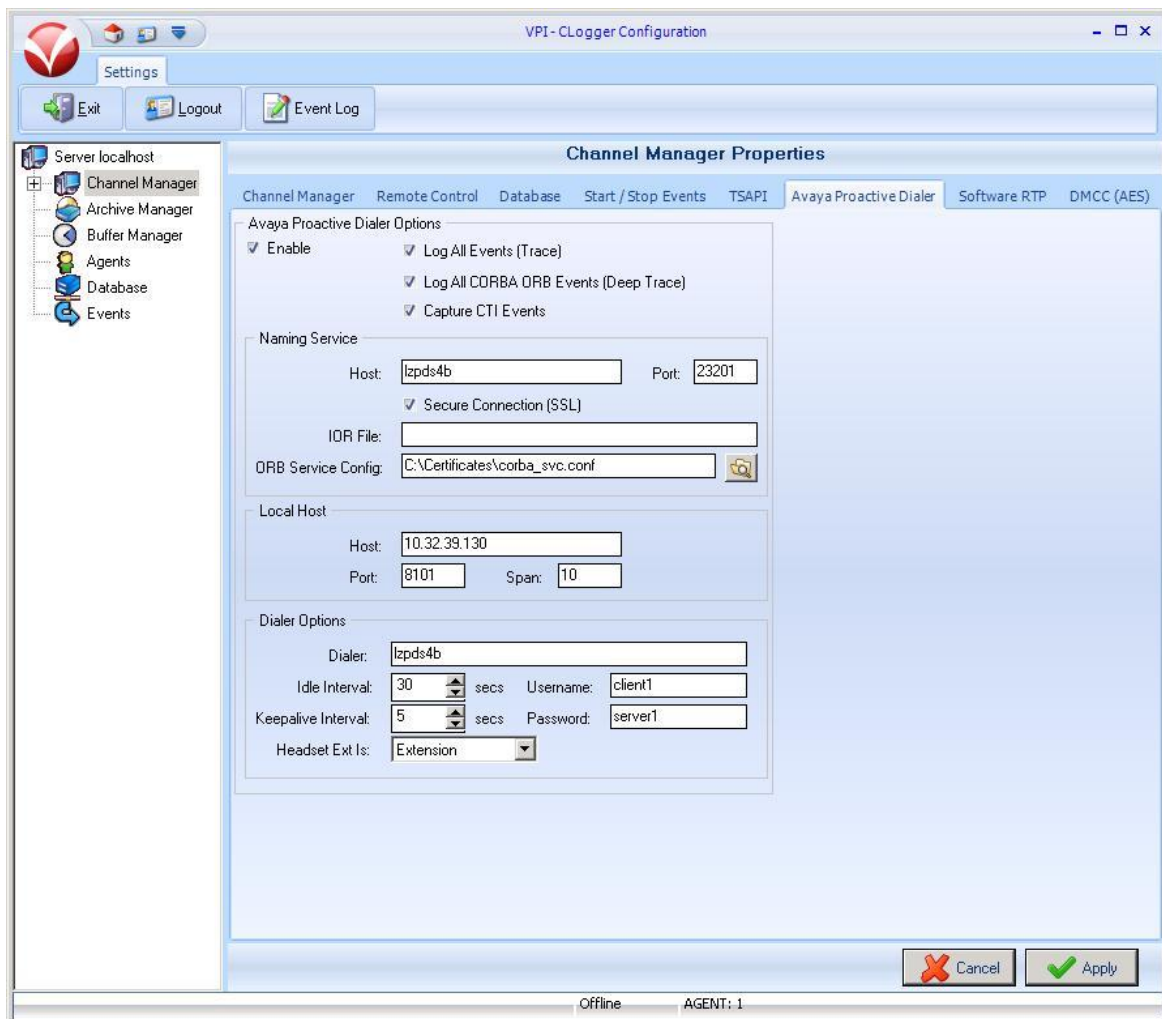 VPI - CLogger Configuration
Settings
Exit Logout Event Log
Server localhost
Channel Manager
Archive Manager
Buffer Manager
Agents
Database
Events
Channel Manager Properties
Channel Manager Remote Control Database Start / Stop Events TSAPI Avaya Proactive Dialer Software RTP DMCC (AES)
Avaya Proactive Dialer Options
Enable Log All Events (Trace)
Log All CORBA ORB Events (Deep Trace)
Capture CTI Events
Naming Service
Host: lzpds4b Port: 23201
Secure Connection (SSL)
IOR File:
ORB Service Config: C:\Certificates\corba_svc.conf
Local Host
Host: 10.32.39.130
Port: 8101 Span: 10
Dialer Options
Dialer: lzpds4b
Idle Interval: 30 secs Username: client1
Keepalive Interval: 5 secs Password: server1
Headset Ext Is: Extension
Cancel Apply
Offline AGENT: 1